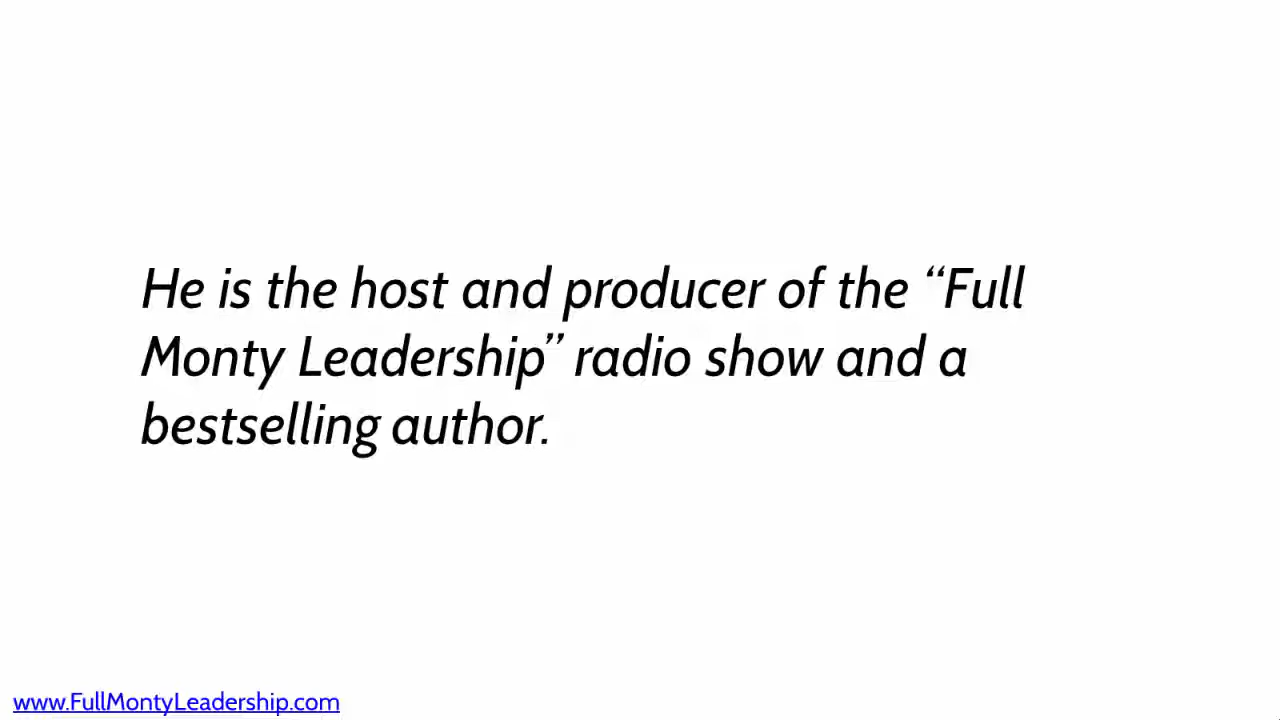 He is the host and producer of the “Full
Monty Leadership” radio show and a
bestselling author.
www.FullMontyLeadership.com